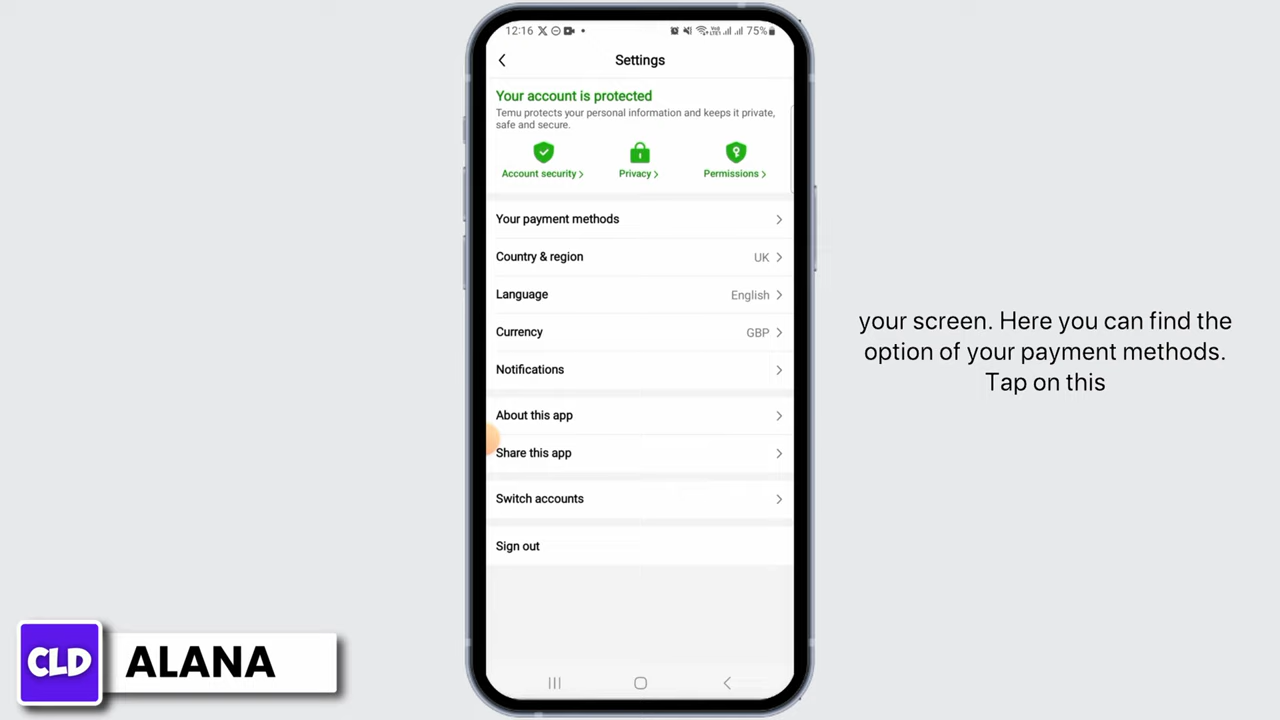 12:16 75%
Settings
Your account is protected
Temu protects your personal information and keeps it private,
safe and secure.
Account security Privacy Permissions
Your payment methods
Country & region UK
Language English
Currency GBP
Notifications
About this app
Share this app
Switch accounts
Sign out
your screen. Here you can find the
option of your payment methods.
Tap on this
CLD ALANA